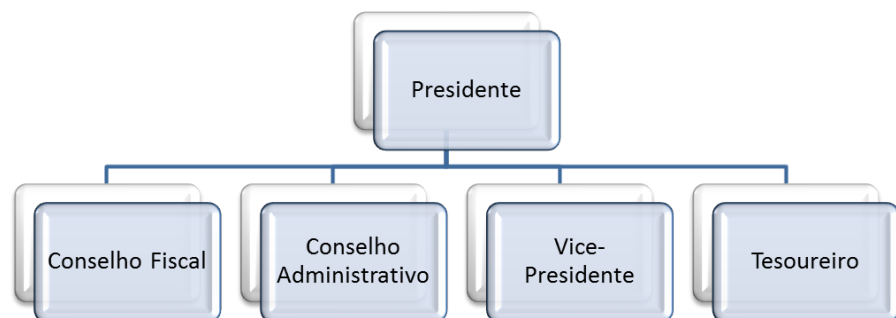 Presidente
Conselho Fiscal
Conselho
Administrativo
Vice-
Presidente
Tesoureiro